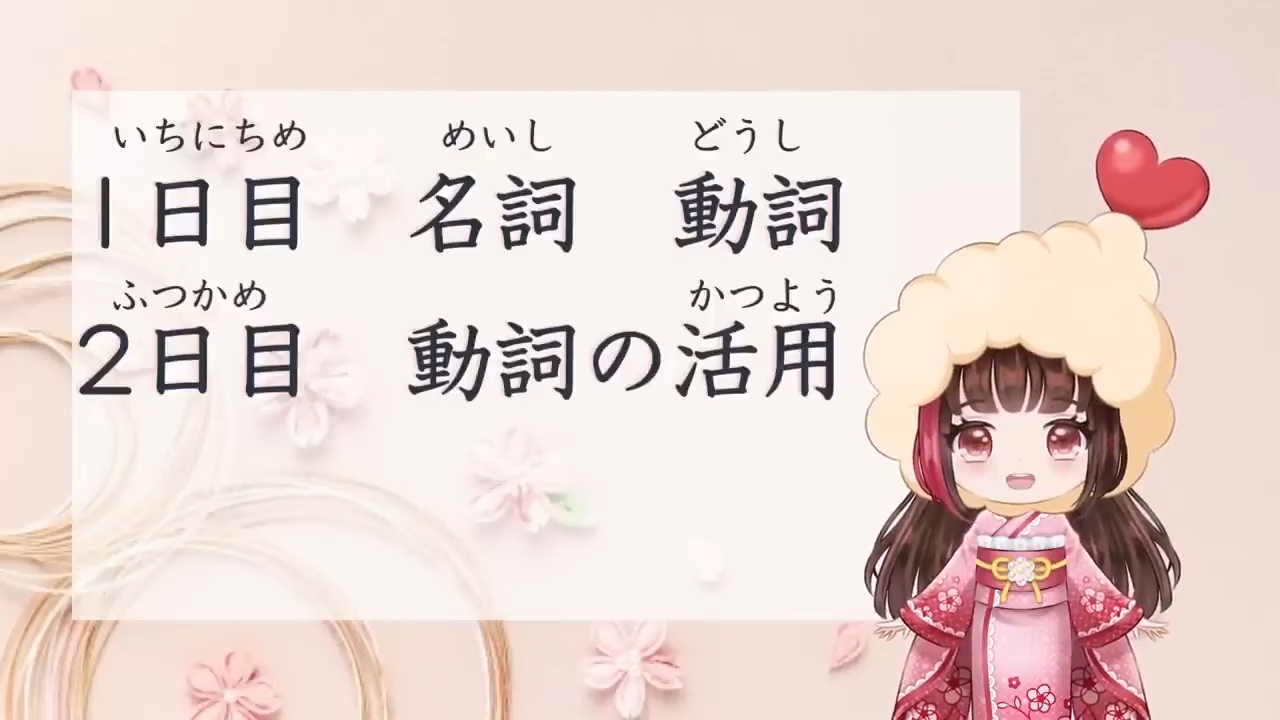 いちにちめ　めいし　どうし
1日目　名詞　動詞
ふつかめ　かつよう
2日目　動詞の活用